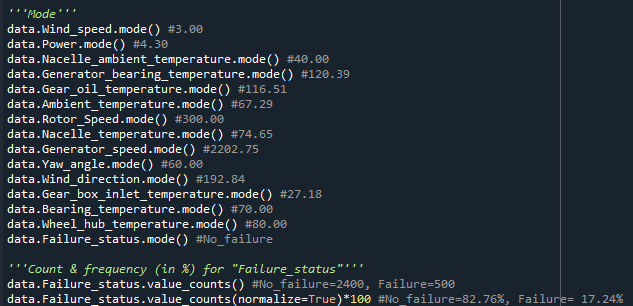 '''Mode'''
data.Wind_speed.mode() #3.00
data.Power.mode() #4.30
data.Nacelle_ambient_temperature.mode() #40.00
data.Generator_bearing_temperature.mode() #120.39
data.Gear_oil_temperature.mode() #116.51
data.Ambient_temperature.mode() #67.29
data.Rotor_Speed.mode() #300.00
data.Nacelle_temperature.mode() #74.65
data.Generator_speed.mode() #2202.75
data.Yaw_angle.mode() #60.00
data.Wind_direction.mode() #192.84
data.Gear_box_inlet_temperature.mode() #27.18
data.Bearing_temperature.mode() #70.00
data.Wheel_hub_temperature.mode() #80.00
data.Failure_status.mode() #No_failure
'''Count & frequency (in %) for "Failure_status"'''
data.Failure_status.value_counts() #No_failure=2400, Failure=500
data.Failure_status.value_counts(normalize=True)*100 #No_failure=82.76%, Failure= 17.24%